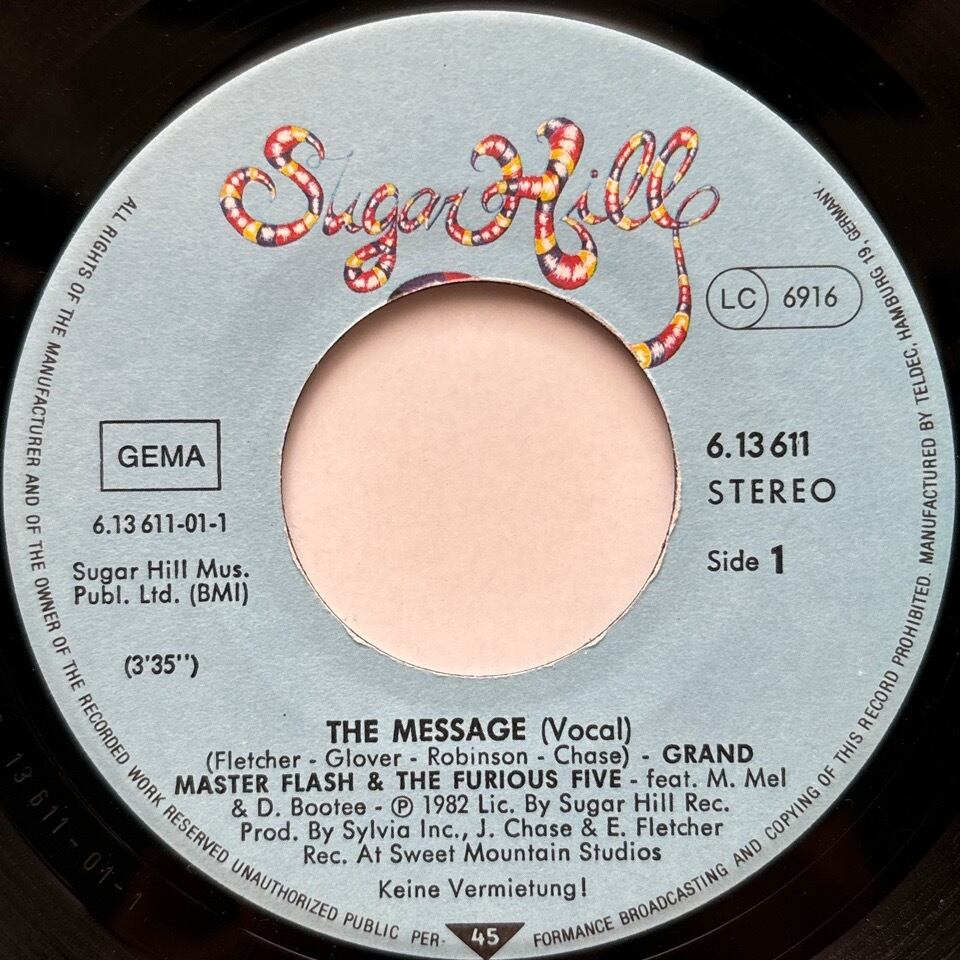 Sugar Hill
LC 6916
GEMA
6.13 611-01-1
Sugar Hill Mus.
Publ. Ltd. (BMI)
(3'35'')
6.13 611
STEREO
Side 1
THE MESSAGE (Vocal)
(Fletcher - Glover - Robinson - Chase) - GRAND
MASTER FLASH & THE FURIOUS FIVE - feat. M. Mel
& D. Bootee - ℗ 1982 Lic. By Sugar Hill Rec.
Prod. By Sylvia Inc., J. Chase & E. Fletcher
Rec. At Sweet Mountain Studios
Keine Vermietung!
45
ALL RIGHTS OF THE MANUFACTURER AND OF THE OWNER OF THE RECORDED WORK RESERVED UNAUTHORIZED PUBLIC PER-
FORMANCE BROADCASTING AND COPYING OF THIS RECORD PROHIBITED. MANUFACTURED BY TELDEC, HAMBURG 19, GERMANY
13 611-01-1